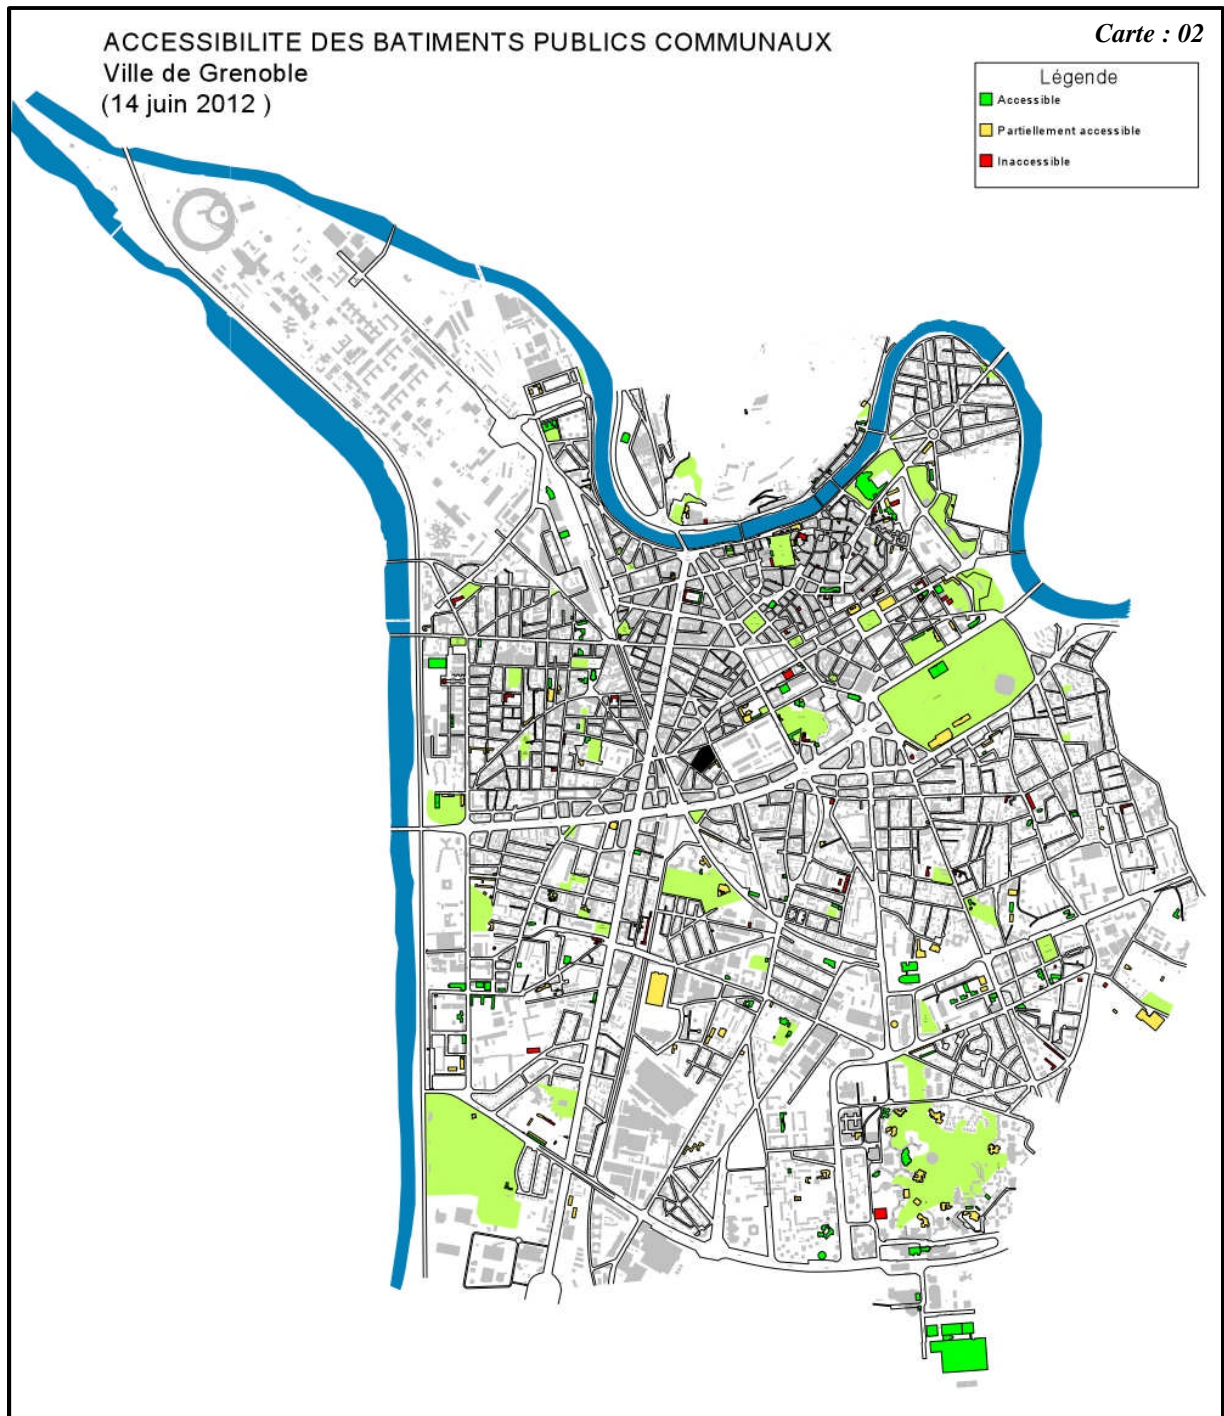 Carte : 02
ACCESSIBILITE DES BATIMENTS PUBLICS COMMUNAUX
Ville de Grenoble
(14 juin 2012 )
Légende
Accessible
Partiellement accessible
Inaccessible